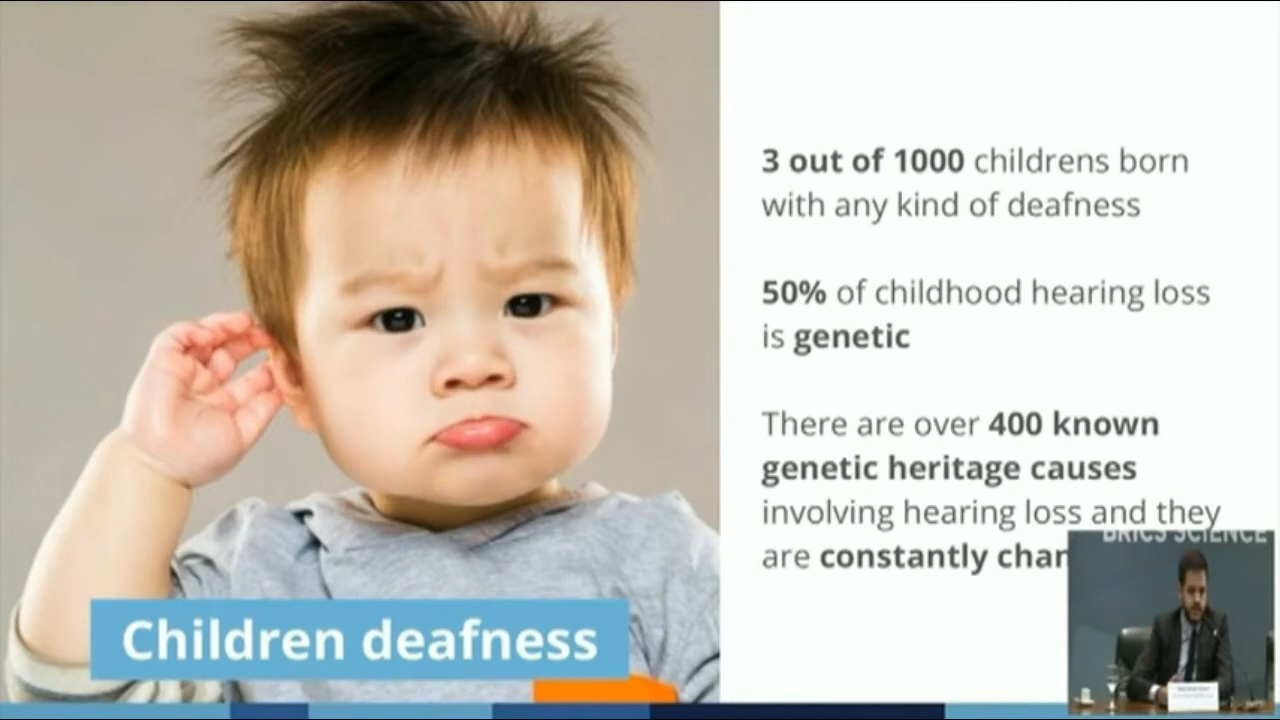 3 out of 1000 childrens born
with any kind of deafness
50% of childhood hearing loss
is genetic
There are over 400 known
genetic heritage causes
involving hearing loss and they
are constantly chan
BRICS SCIENCE
Children deafness